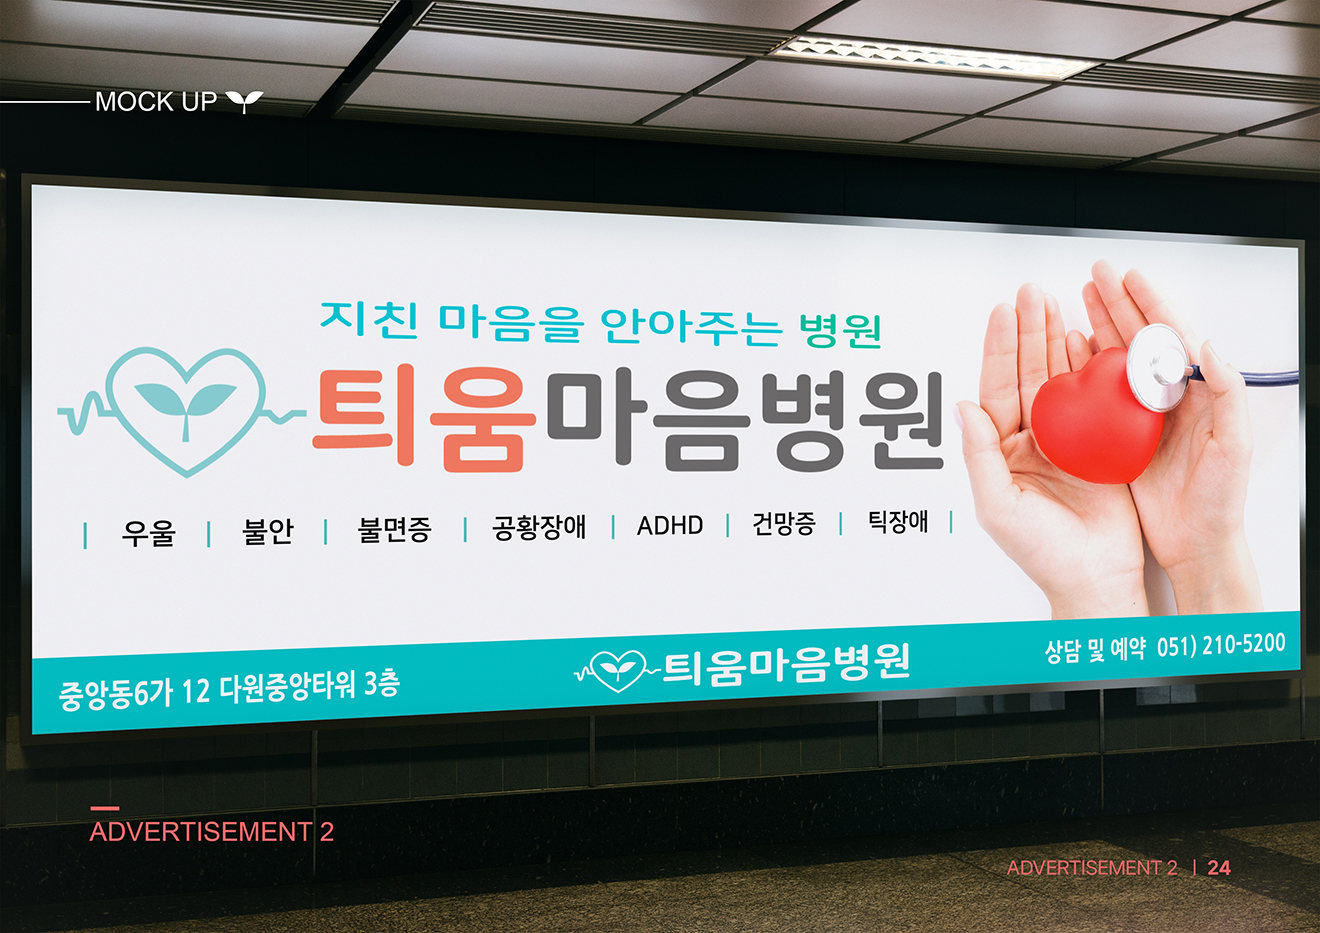 MOCK UP
지친 마음을 안아주는 병원
틔움마음병원
| 우울 | 불안 | 불면증 | 공황장애 | ADHD | 건망증 | 틱장애 |
중앙동6가 12 다원중앙타워 3층
틔움마음병원
상담 및 예약 051) 210-5200
ADVERTISEMENT 2
ADVERTISEMENT 2 | 24